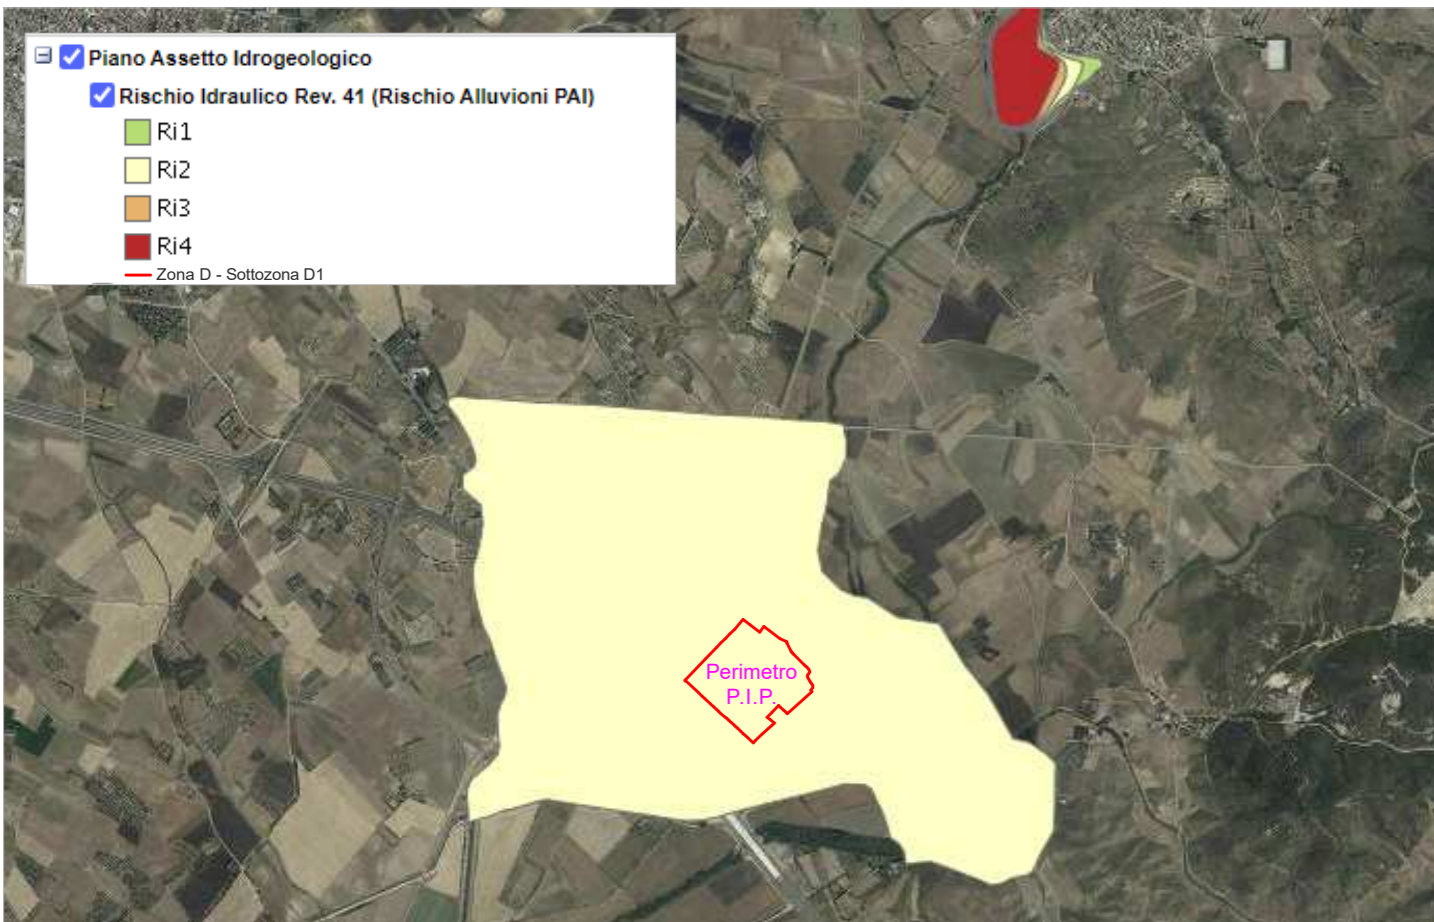 Piano Assetto Idrogeologico
Rischio Idraulico Rev. 41 (Rischio Alluvioni PAI)
Ri1
Ri2
Ri3
Ri4
Zona D - Sottozona D1
Perimetro
P.I.P.